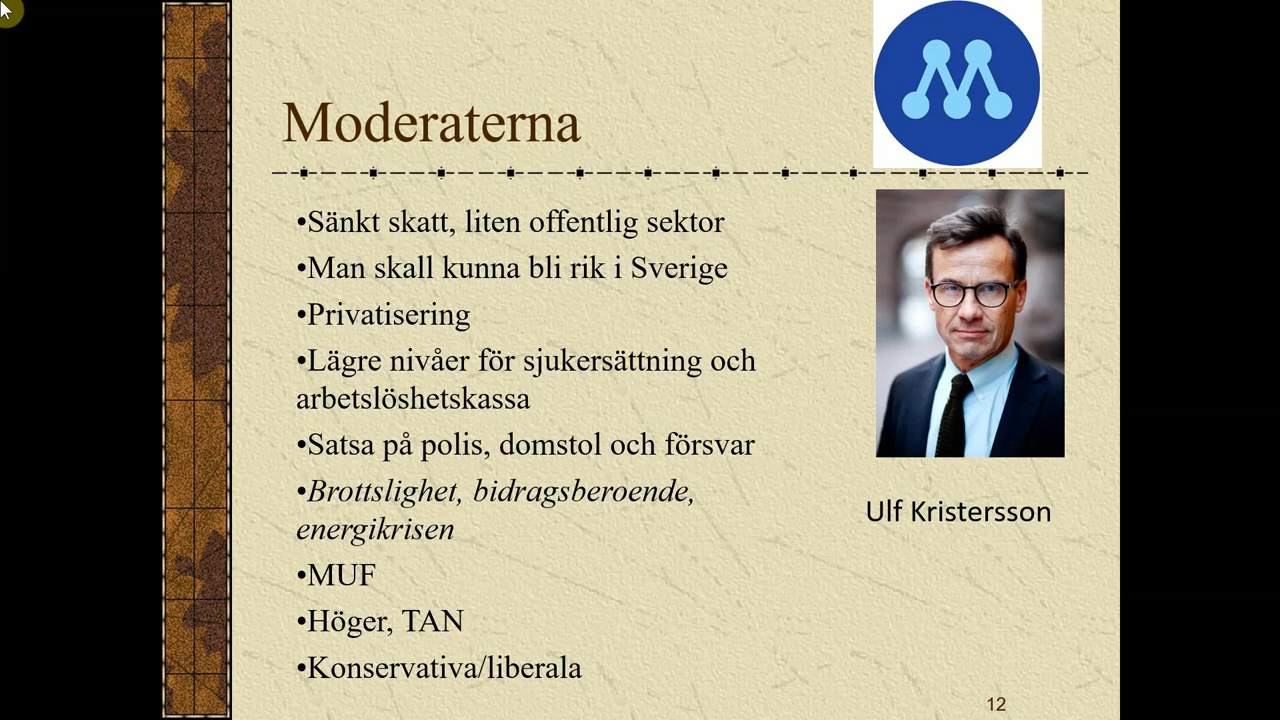 Moderaterna
•Sänkt skatt, liten offentlig sektor
•Man skall kunna bli rik i Sverige
•Privatisering
•Lägre nivåer för sjukersättning och
arbetslöshetskassa
•Satsa på polis, domstol och försvar
•Brottslighet, bidragsberoende,
energikrisen
•MUF
•Höger, TAN
•Konservativa/liberala
Ulf Kristersson
12